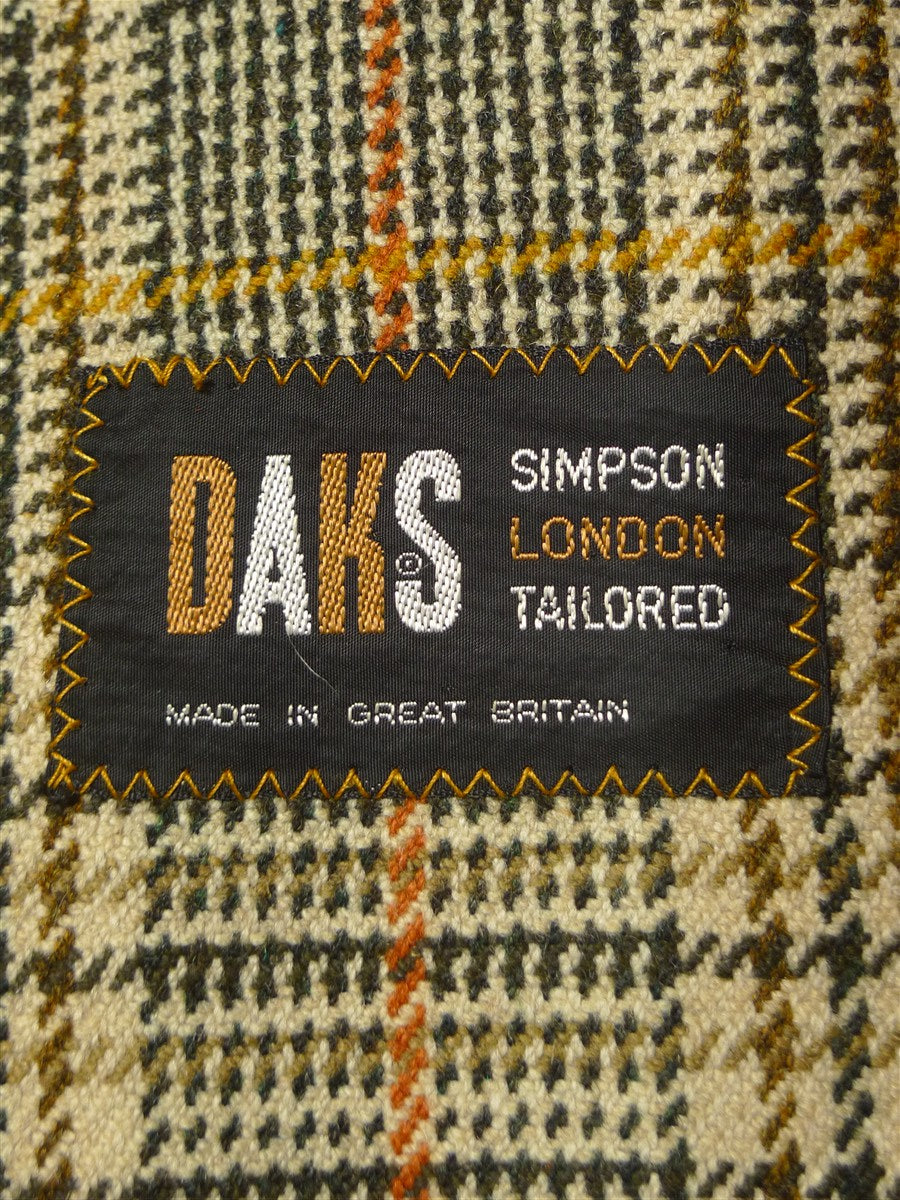 DAKS
SIMPSON
LONDON
TAILORED
MADE IN GREAT BRITAIN